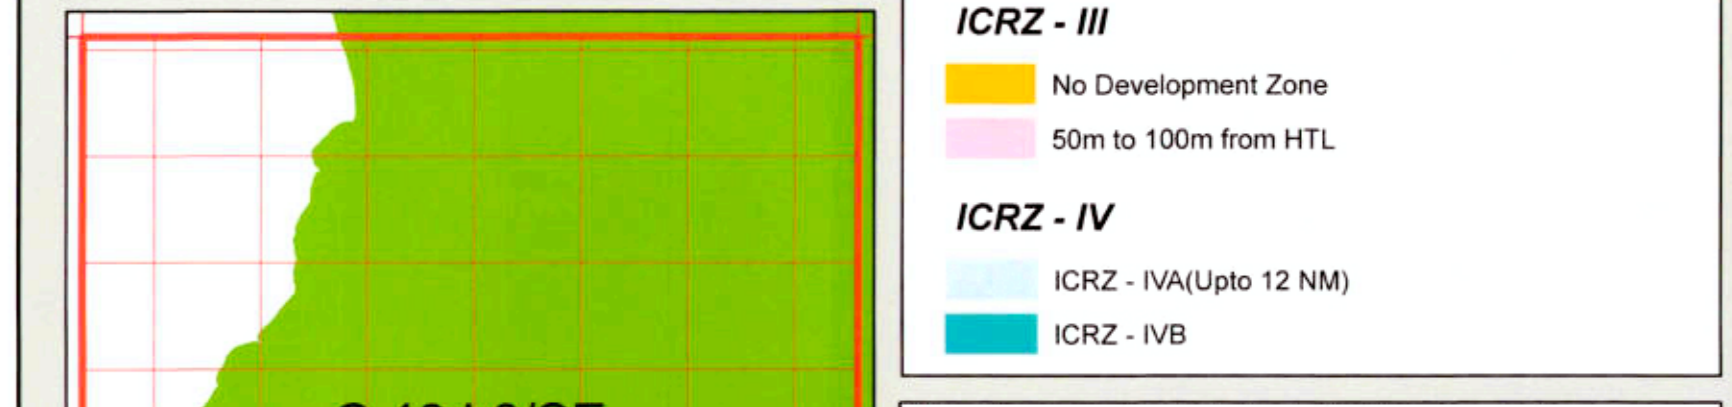 ICRZ - III
No Development Zone
50m to 100m from HTL
ICRZ - IV
ICRZ - IVA(Upto 12 NM)
ICRZ - IVB